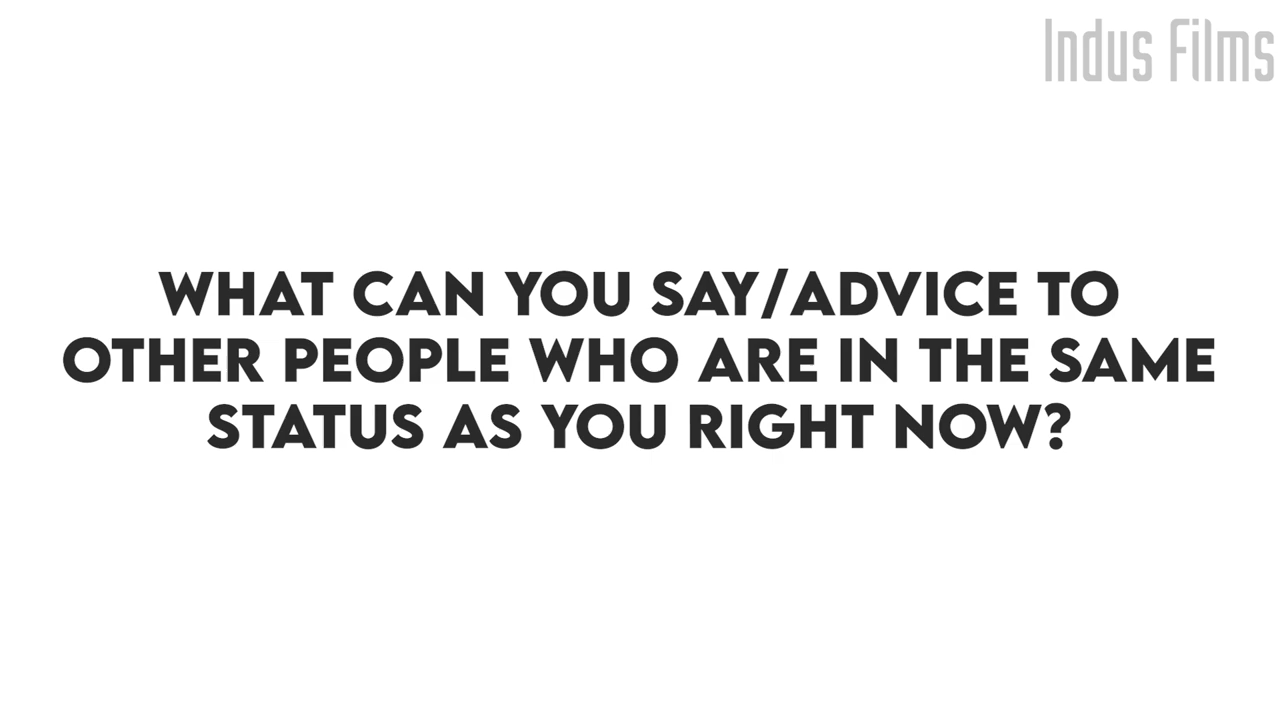 Indus Films
WHAT CAN YOU SAY/ADVICE TO
OTHER PEOPLE WHO ARE IN THE SAME
STATUS AS YOU RIGHT NOW?